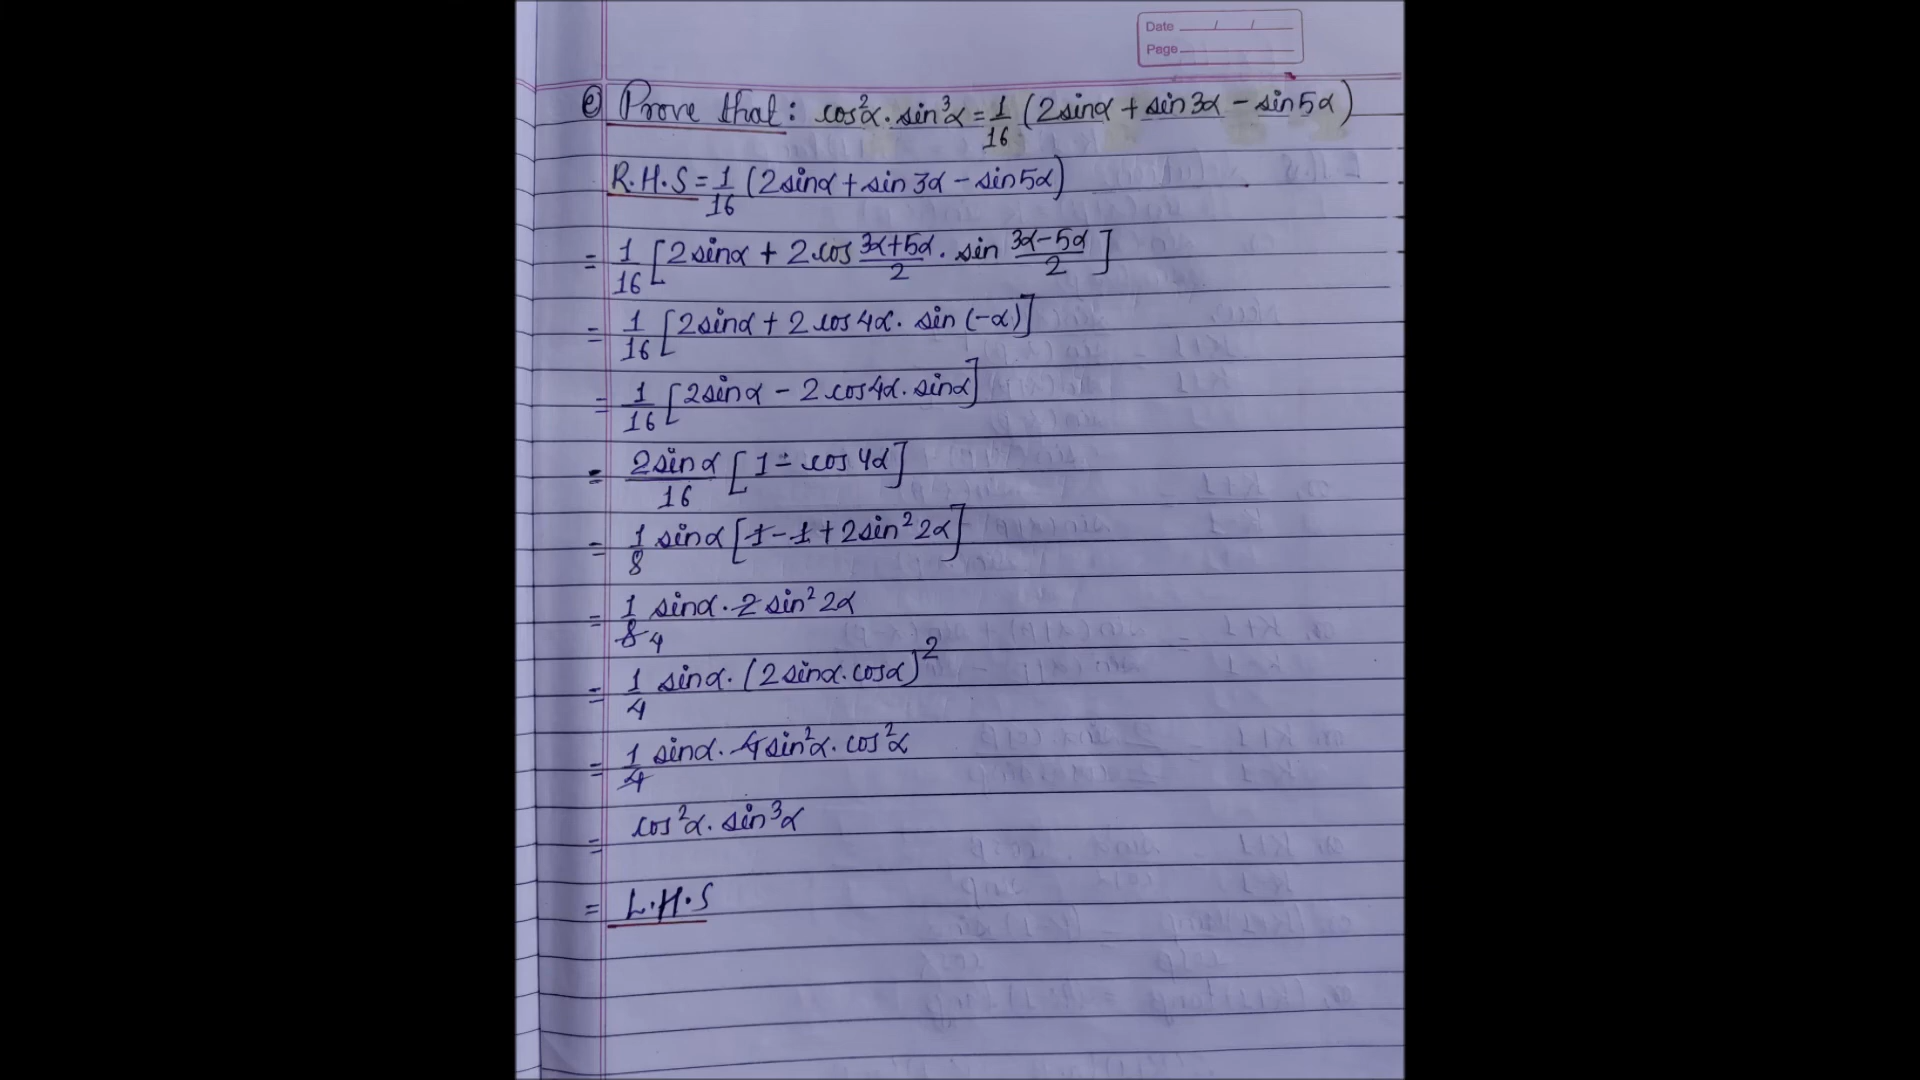 Date / /
Page
e Prove that: cos²α · sin³α = 1/16 (2sinα + sin3α − sin5α)
R.H.S = 1/16 (2sinα + sin3α − sin5α)
= 1/16 [2sinα + 2cos (3α+5α)/2 · sin (3α−5α)/2]
= 1/16 [2sinα + 2cos4α · sin(−α)]
= 1/16 [2sinα − 2cos4α · sinα]
= 2sinα/16 [1 − cos4α]
= 1/8 sinα [1 − 1 + 2sin²2α]
= 1/8 4 sinα · 2 sin²2α
= 1/4 sinα · (2sinα · cosα)²
= 1/4 sinα · 4sin²α · cos²α
= cos²α · sin³α
= L.H.S